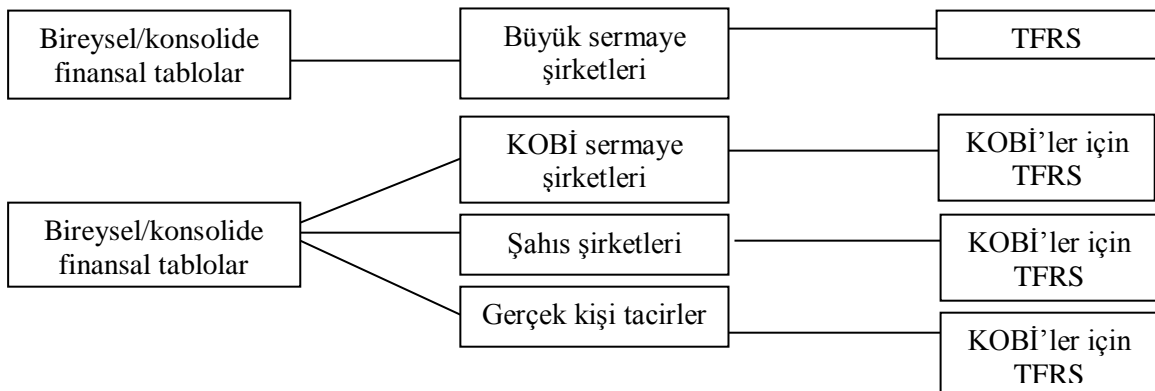 Bireysel/konsolide
finansal tablolar
Büyük sermaye
şirketleri
TFRS
Bireysel/konsolide
finansal tablolar
KOBİ sermaye
şirketleri
KOBİ’ler için
TFRS
Şahıs şirketleri
KOBİ’ler için
TFRS
Gerçek kişi tacirler
KOBİ’ler için
TFRS